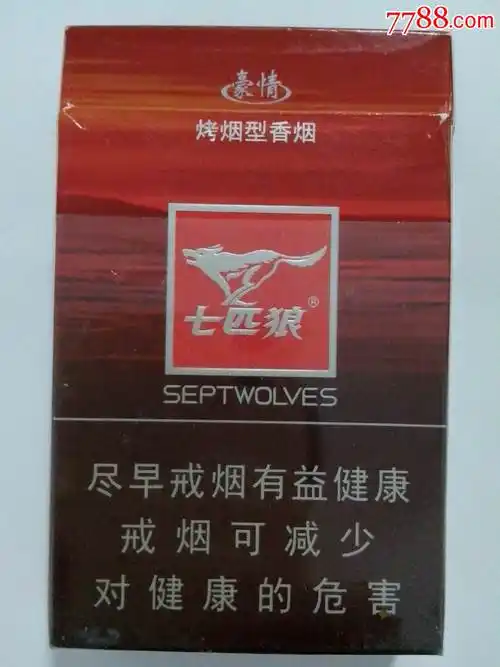 7788.com
豪情
烤烟型香烟
七匹狼®
SEPTWOLVES
尽早戒烟有益健康
戒烟可减少
对健康的危害